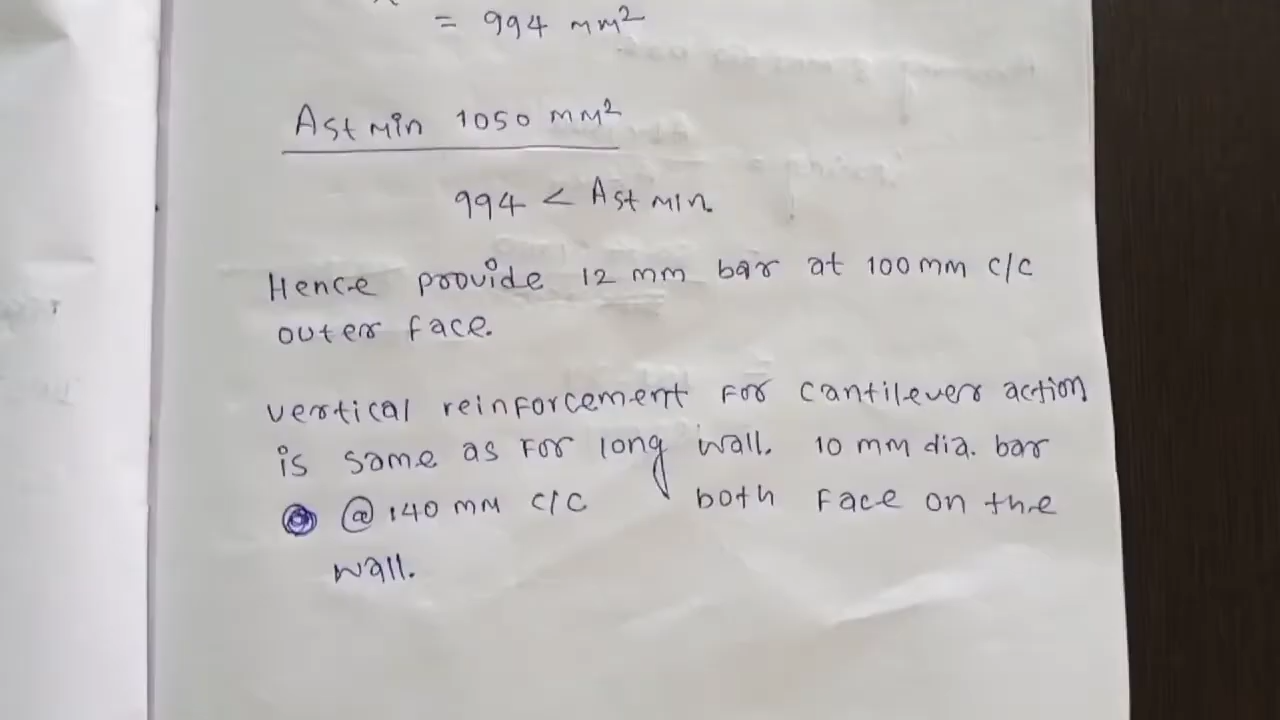 = 994 mm²
Ast min 1050 mm²
994 < Ast min.
Hence provide 12 mm bar at 100 mm c/c
outer face.
vertical reinforcement for cantilever action
is same as for long wall. 10 mm dia. bar
@ 140 mm c/c both face on the
wall.